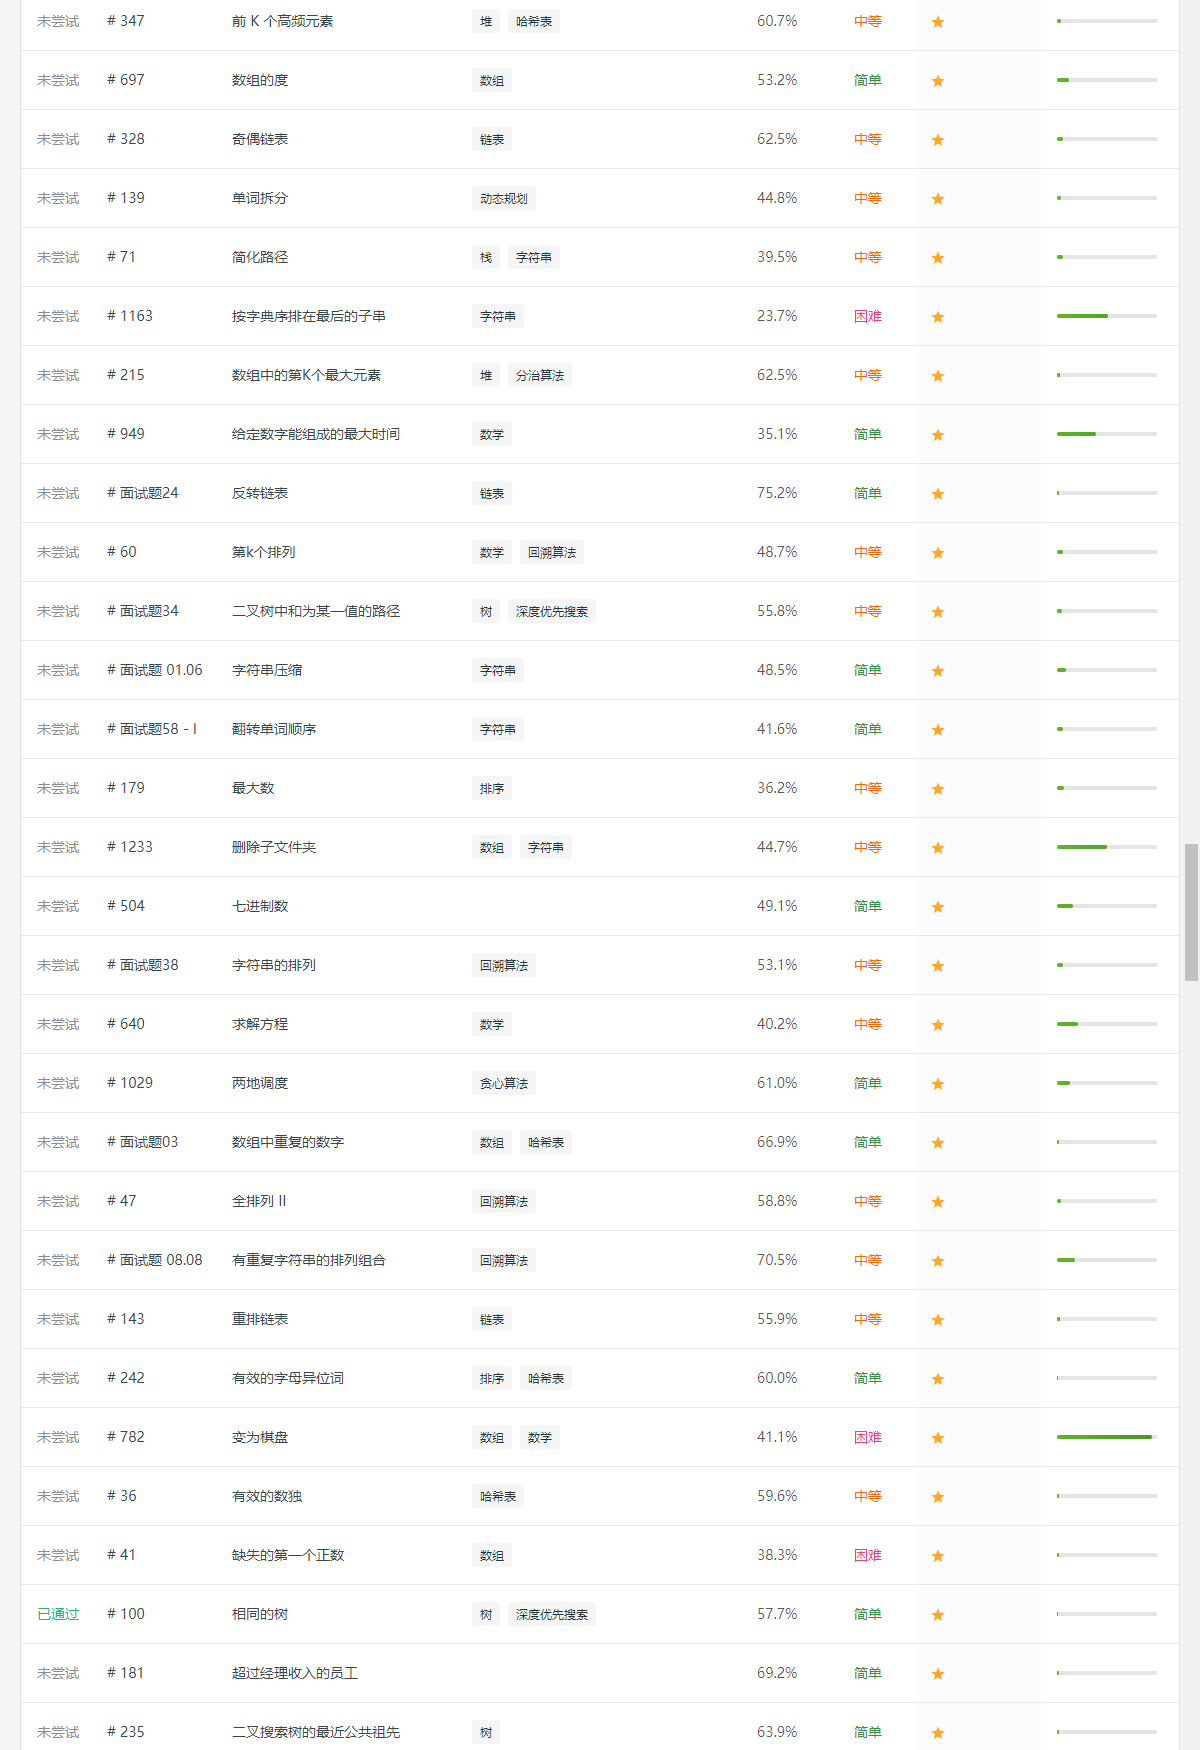 未尝试 # 347 前 K 个高频元素 堆 哈希表 60.7% 中等
未尝试 # 697 数组的度 数组 53.2% 简单
未尝试 # 328 奇偶链表 链表 62.5% 中等
未尝试 # 139 单词拆分 动态规划 44.8% 中等
未尝试 # 71 简化路径 栈 字符串 39.5% 中等
未尝试 # 1163 按字典序排在最后的子串 字符串 23.7% 困难
未尝试 # 215 数组中的第K个最大元素 堆 分治算法 62.5% 中等
未尝试 # 949 给定数字能组成的最大时间 数学 35.1% 简单
未尝试 # 面试题24 反转链表 链表 75.2% 简单
未尝试 # 60 第k个排列 数学 回溯算法 48.7% 中等
未尝试 # 面试题34 二叉树中和为某一值的路径 树 深度优先搜索 55.8% 中等
未尝试 # 面试题 01.06 字符串压缩 字符串 48.5% 简单
未尝试 # 面试题58 - I 翻转单词顺序 字符串 41.6% 简单
未尝试 # 179 最大数 排序 36.2% 中等
未尝试 # 1233 删除子文件夹 数组 字符串 44.7% 中等
未尝试 # 504 七进制数 49.1% 简单
未尝试 # 面试题38 字符串的排列 回溯算法 53.1% 中等
未尝试 # 640 求解方程 数学 40.2% 中等
未尝试 # 1029 两地调度 贪心算法 61.0% 简单
未尝试 # 面试题03 数组中重复的数字 数组 哈希表 66.9% 简单
未尝试 # 47 全排列 II 回溯算法 58.8% 中等
未尝试 # 面试题 08.08 有重复字符串的排列组合 回溯算法 70.5% 中等
未尝试 # 143 重排链表 链表 55.9% 中等
未尝试 # 242 有效的字母异位词 排序 哈希表 60.0% 简单
未尝试 # 782 变为棋盘 数组 数学 41.1% 困难
未尝试 # 36 有效的数独 哈希表 59.6% 中等
未尝试 # 41 缺失的第一个正数 数组 38.3% 困难
已通过 # 100 相同的树 树 深度优先搜索 57.7% 简单
未尝试 # 181 超过经理收入的员工 69.2% 简单
未尝试 # 235 二叉搜索树的最近公共祖先 树 63.9% 简单